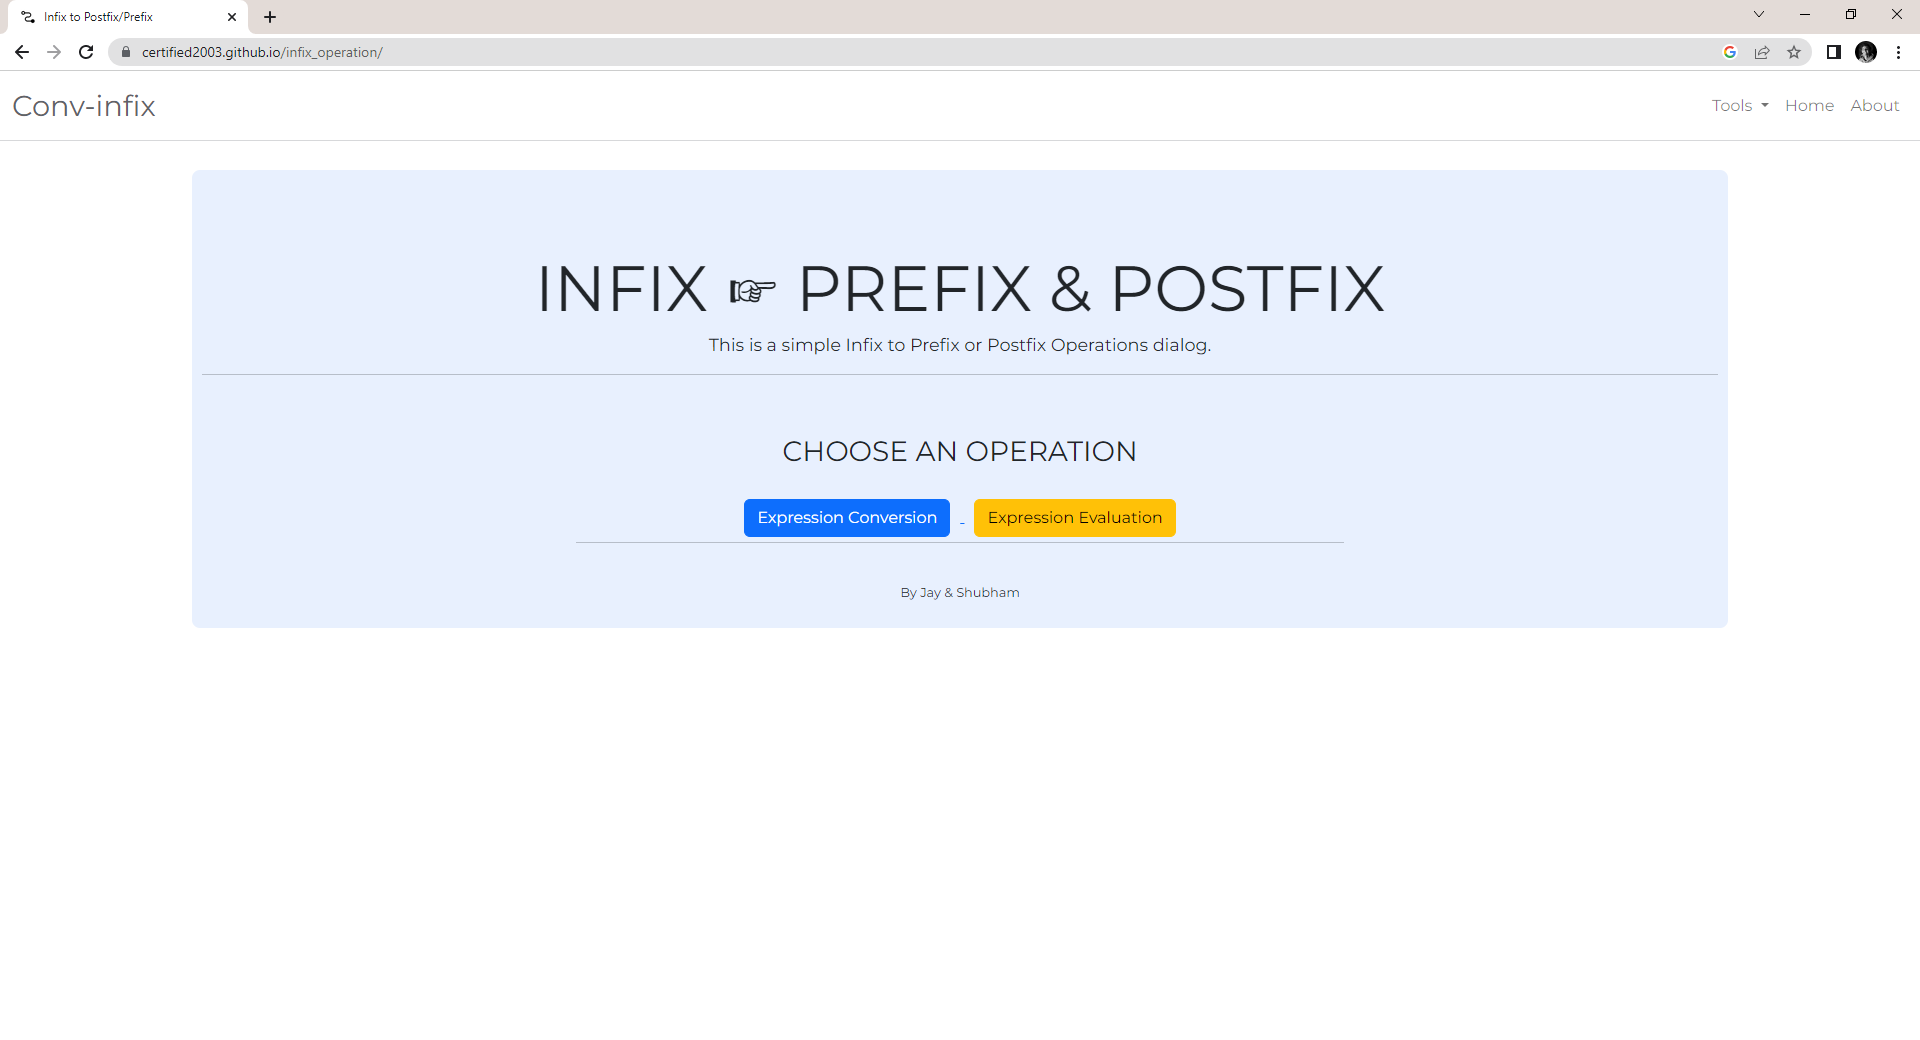 Infix to Postfix/Prefix
certified2003.github.io/infix_operation/
Conv-infix
Tools Home About
INFIX ☞ PREFIX & POSTFIX
This is a simple Infix to Prefix or Postfix Operations dialog.
CHOOSE AN OPERATION
Expression Conversion - Expression Evaluation
By Jay & Shubham